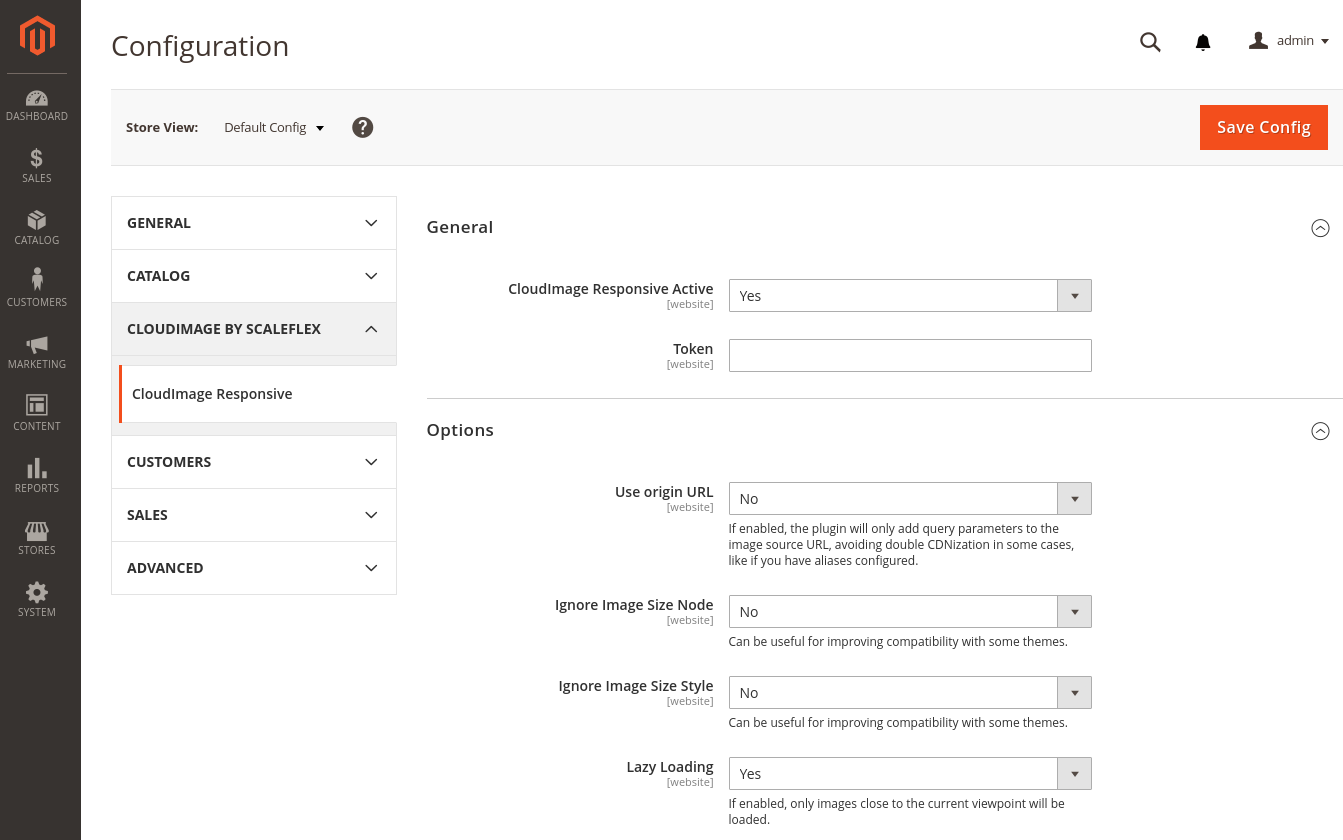 Configuration
admin
DASHBOARD
SALES
CATALOG
CUSTOMERS
MARKETING
CONTENT
REPORTS
STORES
SYSTEM
Store View: Default Config ?
Save Config
GENERAL
CATALOG
CLOUDIMAGE BY SCALEFLEX
CloudImage Responsive
CUSTOMERS
SALES
ADVANCED
General
CloudImage Responsive Active
[website]
Yes
Token
[website]
Options
Use origin URL
[website]
No
If enabled, the plugin will only add query parameters to the
image source URL, avoiding double CDNization in some cases,
like if you have aliases configured.
Ignore Image Size Node
[website]
No
Can be useful for improving compatibility with some themes.
Ignore Image Size Style
[website]
No
Can be useful for improving compatibility with some themes.
Lazy Loading
[website]
Yes
If enabled, only images close to the current viewpoint will be
loaded.